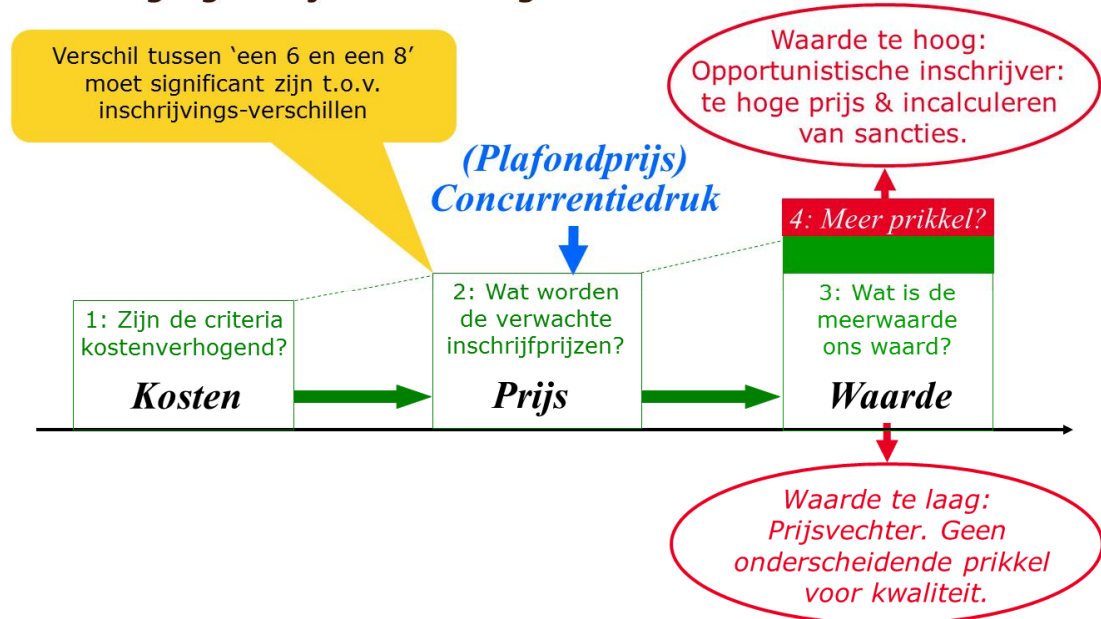 Verschil tussen ‘een 6 en een 8’
moet significant zijn t.o.v.
inschrijvings-verschillen
Waarde te hoog:
Opportunistische inschrijver:
te hoge prijs & incalculeren
van sancties.
(Plafondprijs)
Concurrentiedruk
4: Meer prikkel?
1: Zijn de criteria
kostenverhogend?
Kosten
2: Wat worden
de verwachte
inschrijfprijzen?
Prijs
3: Wat is de
meerwaarde
ons waard?
Waarde
Waarde te laag:
Prijsvechter. Geen
onderscheidende prikkel
voor kwaliteit.